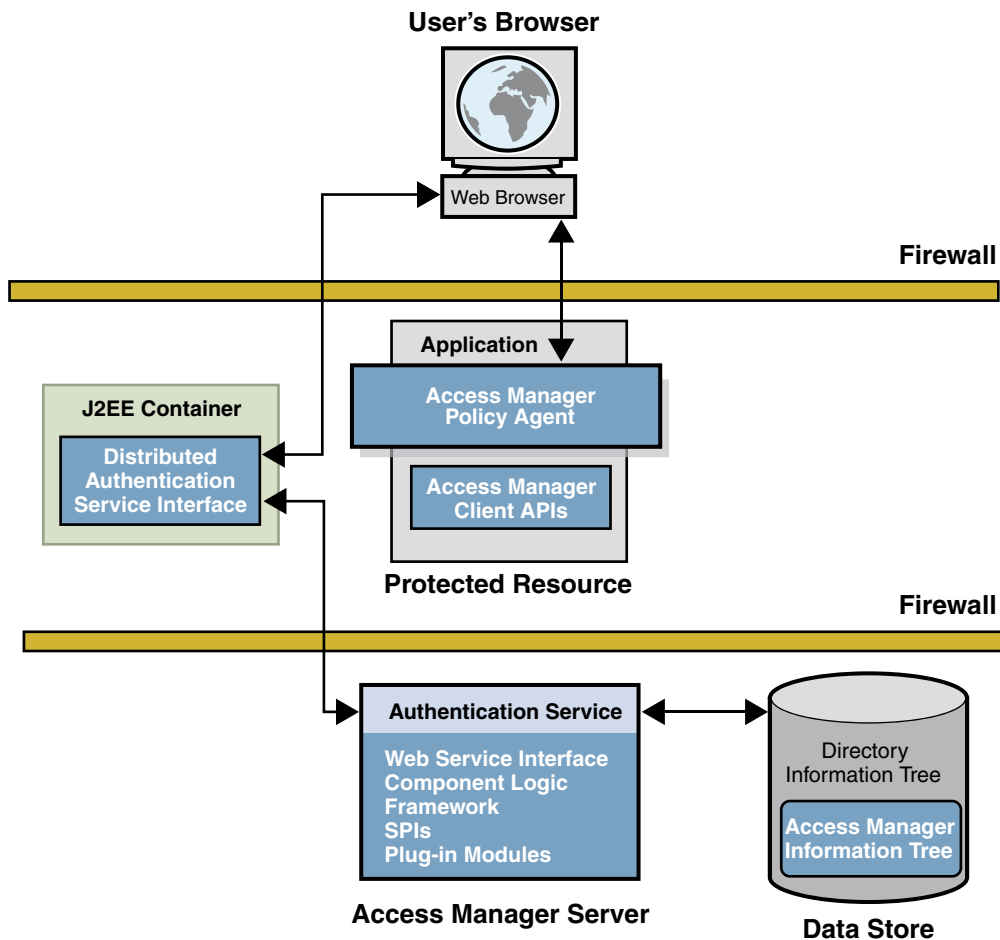 User's Browser
Web Browser
Firewall
Application
Access Manager
Policy Agent
J2EE Container
Distributed
Authentication
Service Interface
Access Manager
Client APIs
Protected Resource
Firewall
Authentication Service
Web Service Interface
Component Logic
Framework
SPIs
Plug-in Modules
Directory
Information Tree
Access Manager
Information Tree
Access Manager Server
Data Store